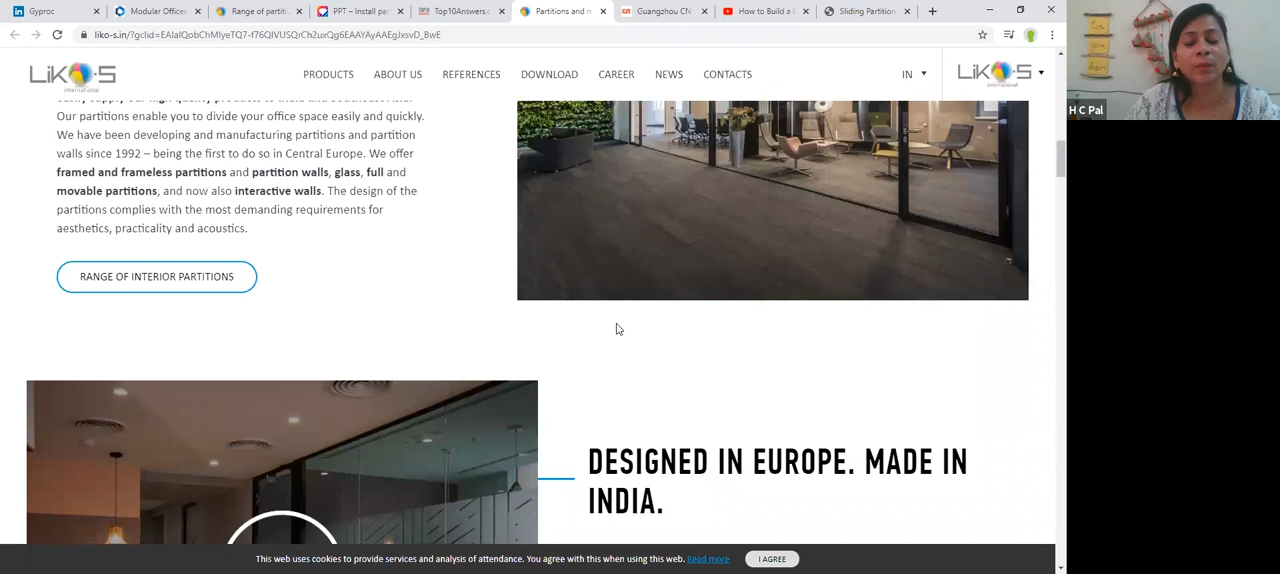 Gyproc
Modular Offices
Range of partiti
PPT – Install pa
Top10Answers.c
Partitions and m
Guangzhou CN
How to Build a
Sliding Partition
liko-s.in/?gclid=EAIaIQobChMIyeTQ7-f76QIVUSQrCh2uxQg6EAAYAyAAEgJxsvD_BwE
LIKO-S
international
PRODUCTS
ABOUT US
REFERENCES
DOWNLOAD
CAREER
NEWS
CONTACTS
IN
LIKO-S
international
H C Pal
Our partitions enable you to divide your office space easily and quickly.
We have been developing and manufacturing partitions and partition
walls since 1992 – being the first to do so in Central Europe. We offer
framed and frameless partitions and partition walls, glass, full and
movable partitions, and now also interactive walls. The design of the
partitions complies with the most demanding requirements for
aesthetics, practicality and acoustics.
RANGE OF INTERIOR PARTITIONS
DESIGNED IN EUROPE. MADE IN
INDIA.
This web uses cookies to provide services and analysis of attendance. You agree with this when using this web. Read more
I AGREE